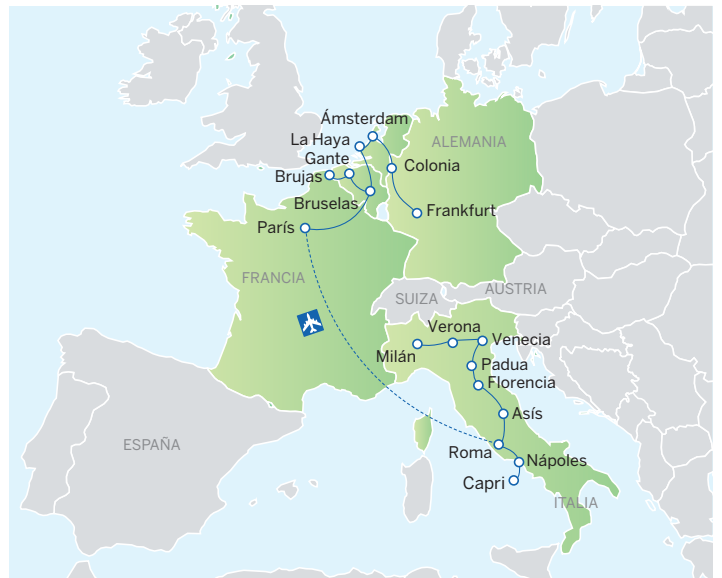 Ámsterdam
La Haya
ALEMANIA
Gante
Colonia
Brujas
Bruselas
Frankfurt
París
FRANCIA
AUSTRIA
SUIZA
Verona
Venecia
Milán
Padua
Florencia
Asís
ESPAÑA
Roma
Nápoles
Capri
ITALIA